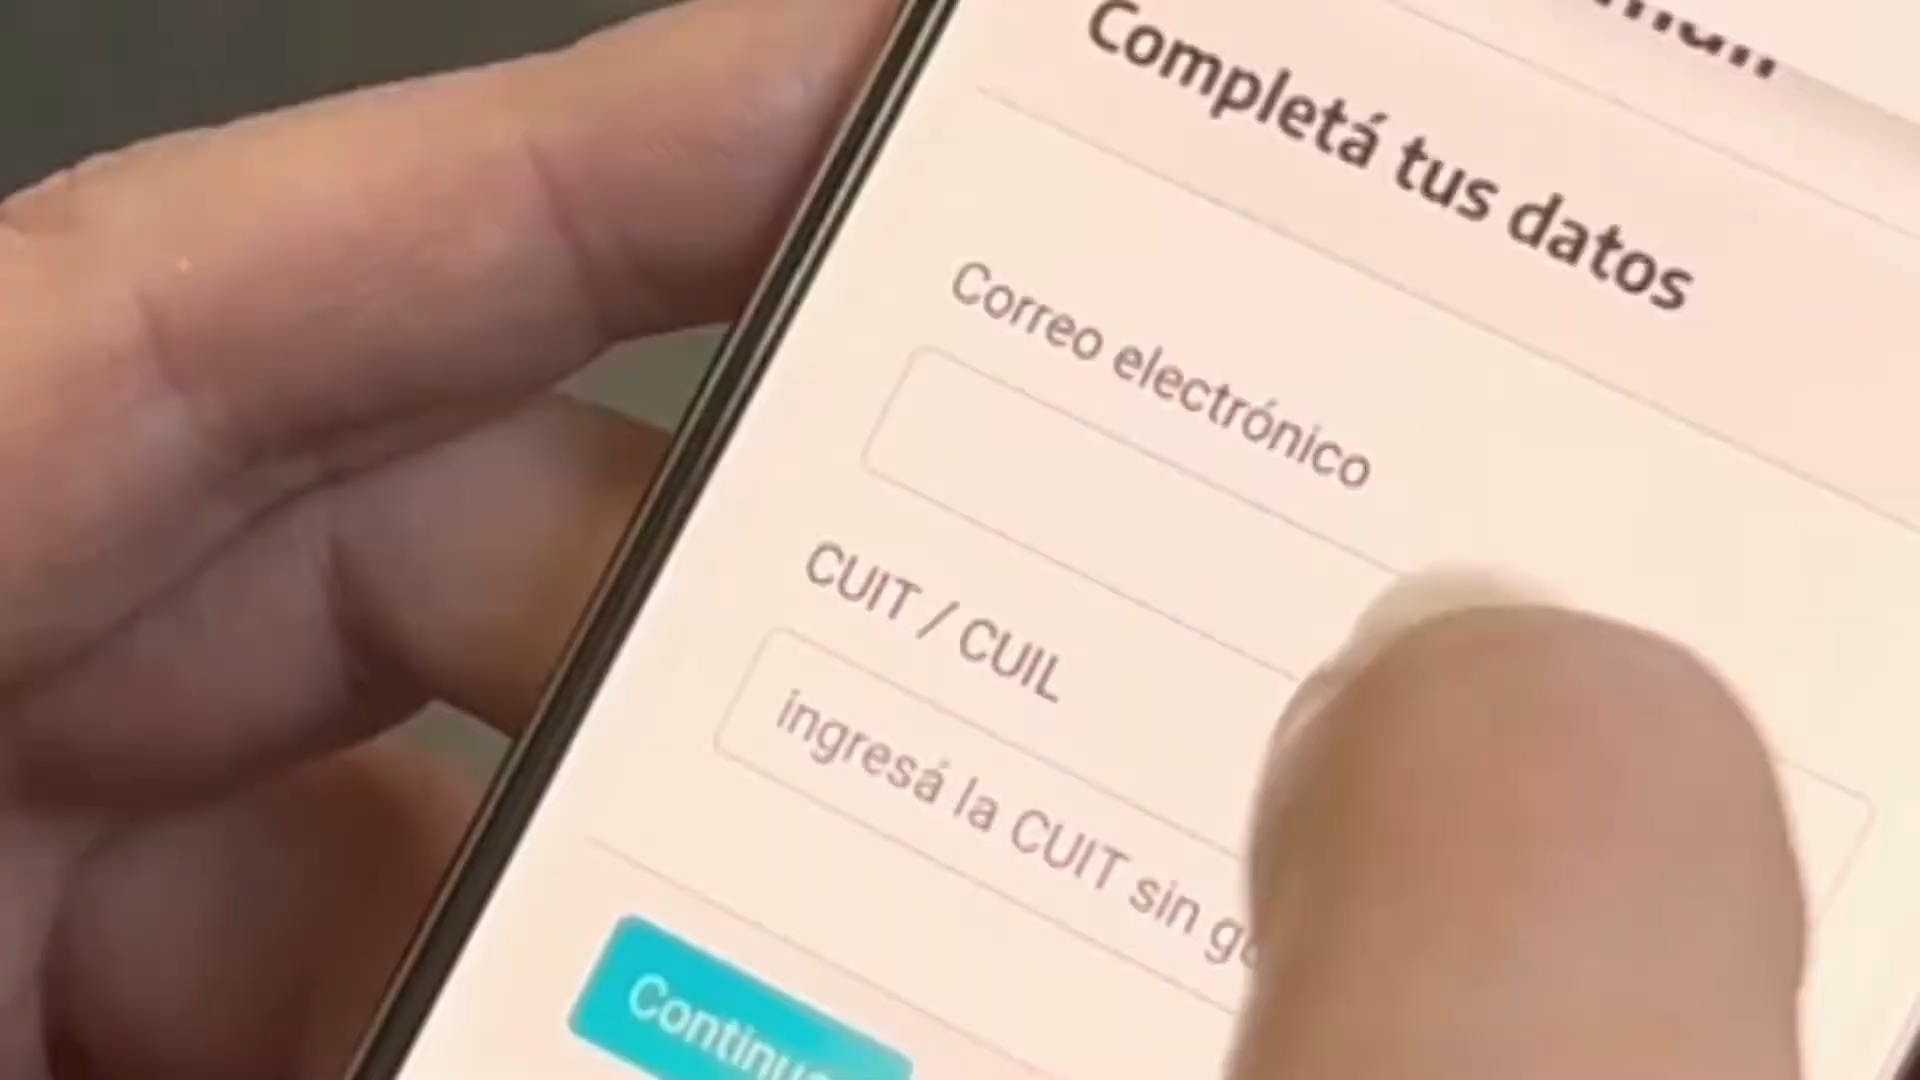 Completá tus datos
Correo electrónico
CUIT / CUIL
ingresá la CUIT sin